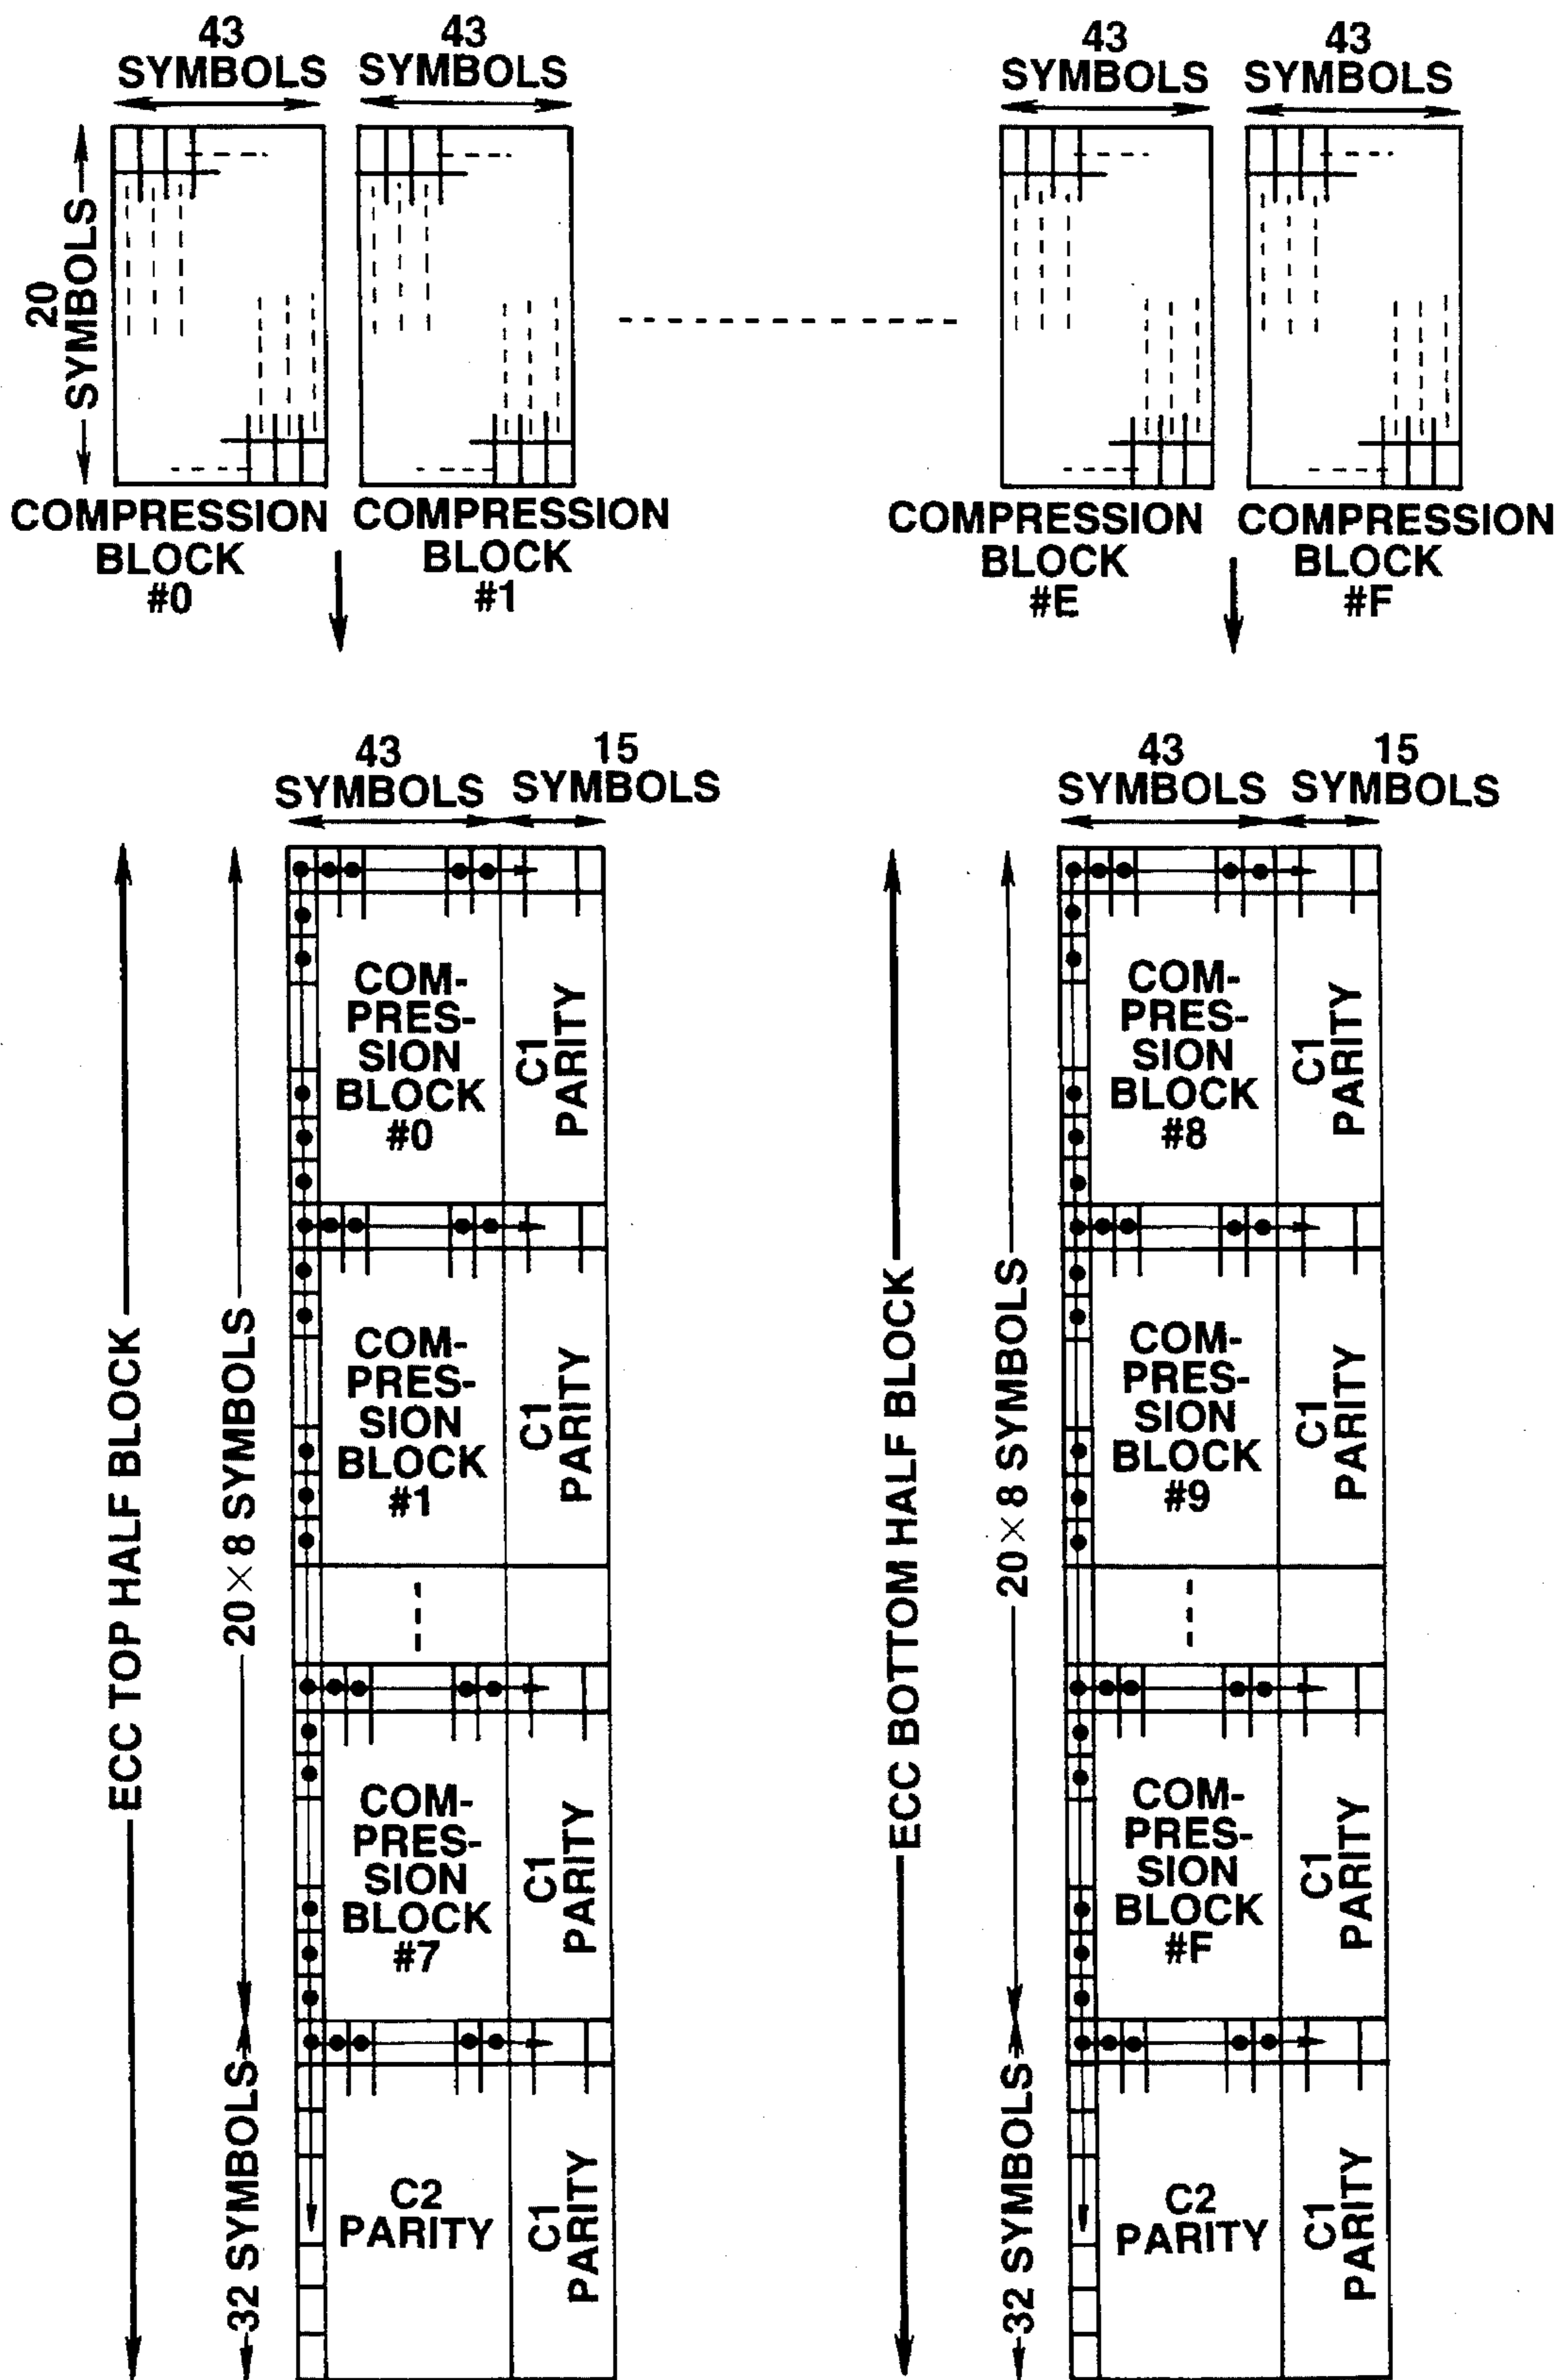 43
SYMBOLS
43
SYMBOLS
43
SYMBOLS
43
SYMBOLS
20
SYMBOLS
COMPRESSION
BLOCK
#0
COMPRESSION
BLOCK
#1
COMPRESSION
BLOCK
#E
COMPRESSION
BLOCK
#F
43
SYMBOLS
15
SYMBOLS
ECC TOP HALF BLOCK
20×8 SYMBOLS
32 SYMBOLS
COM-
PRES-
SION
BLOCK
#0
C1
PARITY
COM-
PRES-
SION
BLOCK
#1
C1
PARITY
COM-
PRES-
SION
BLOCK
#7
C1
PARITY
C2
PARITY
C1
PARITY
43
SYMBOLS
15
SYMBOLS
ECC BOTTOM HALF BLOCK
20×8 SYMBOLS
32 SYMBOLS
COM-
PRES-
SION
BLOCK
#8
C1
PARITY
COM-
PRES-
SION
BLOCK
#9
C1
PARITY
COM-
PRES-
SION
BLOCK
#F
C1
PARITY
C2
PARITY
C1
PARITY